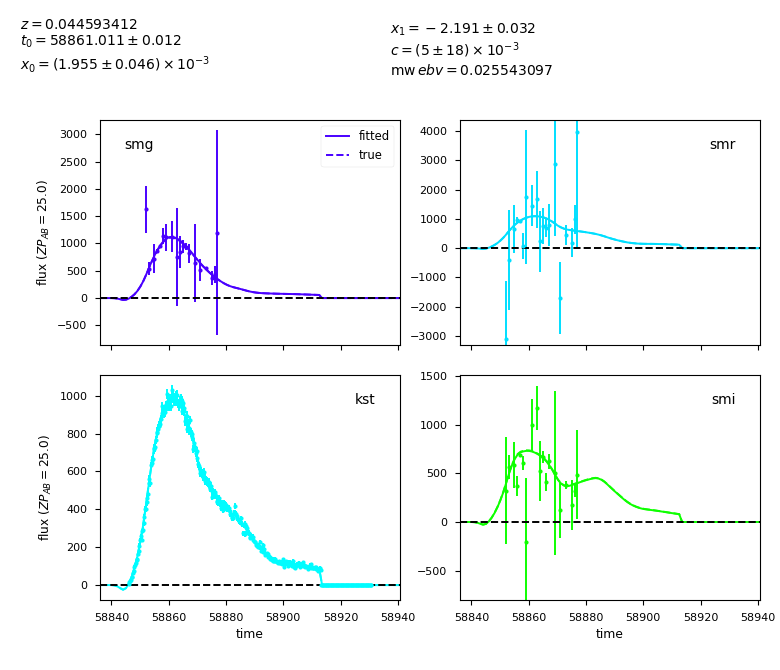 z = 0.044593412
t₀ = 58861.011 ± 0.012
x₀ = (1.955 ± 0.046) × 10⁻³
x₁ = −2.191 ± 0.032
c = (5 ± 18) × 10⁻³
mw ebv = 0.025543097
smg
fitted
true
3000
2500
2000
1500
1000
500
0
−500
flux (ZP_AB = 25.0)
smr
4000
3000
2000
1000
0
−1000
−2000
−3000
kst
1000
800
600
400
200
0
flux (ZP_AB = 25.0)
58840 58860 58880 58900 58920 58940
time
smi
1500
1000
500
0
−500
58840 58860 58880 58900 58920 58940
time